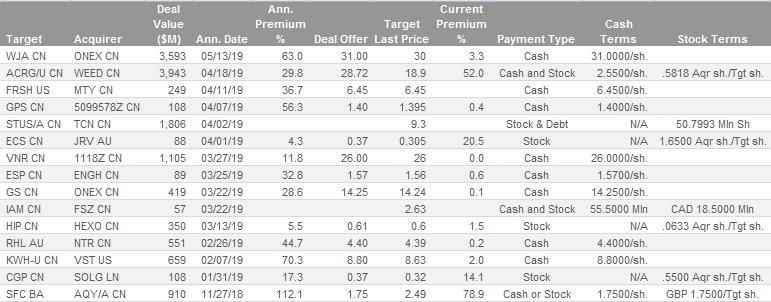 Target Acquirer Deal Value ($M) Ann. Date Ann. Premium % Deal Offer Target Last Price Current Premium % Payment Type Cash Terms Stock Terms
WJA CN ONEX CN 3,593 05/13/19 63.0 31.00 30 3.3 Cash 31.0000/sh.
ACRG/U CN WEED CN 3,943 04/18/19 29.8 28.72 18.9 52.0 Cash and Stock 2.5500/sh. .5818 Aqr sh./Tgt sh.
FRSH US MTY CN 249 04/11/19 36.7 6.45 6.45 Cash 6.4500/sh.
GPS CN 5099578Z CN 108 04/07/19 56.3 1.40 1.395 0.4 Cash 1.4000/sh.
STUS/A CN TCN CN 1,806 04/02/19 9.3 Stock & Debt N/A 50.7993 Mln Sh
ECS CN JRV AU 88 04/01/19 4.3 0.37 0.305 20.5 Stock N/A 1.6500 Aqr sh./Tgt sh.
VNR CN 1118Z CN 1,105 03/27/19 11.8 26.00 26 0.0 Cash 26.0000/sh.
ESP CN ENGH CN 89 03/25/19 32.8 1.57 1.56 0.6 Cash 1.5700/sh.
GS CN ONEX CN 419 03/22/19 28.6 14.25 14.24 0.1 Cash 14.2500/sh.
IAM CN FSZ CN 57 03/22/19 2.63 Cash and Stock 55.5000 Mln CAD 18.5000 Mln
HIP CN HEXO CN 350 03/13/19 5.5 0.61 0.6 1.5 Stock N/A .0633 Aqr sh./Tgt sh.
RHL AU NTR CN 551 02/26/19 44.7 4.40 4.39 0.2 Cash 4.4000/sh.
KWH-U CN VST US 659 02/07/19 70.3 8.80 8.63 2.0 Cash 8.8000/sh.
CGP CN SOLG LN 108 01/31/19 17.3 0.37 0.32 14.1 Stock N/A .5500 Aqr sh./Tgt sh.
SFC BA AQY/A CN 910 11/27/18 112.1 1.75 2.49 78.9 Cash or Stock 1.7500/sh. GBP 1.7500/Tgt sh.